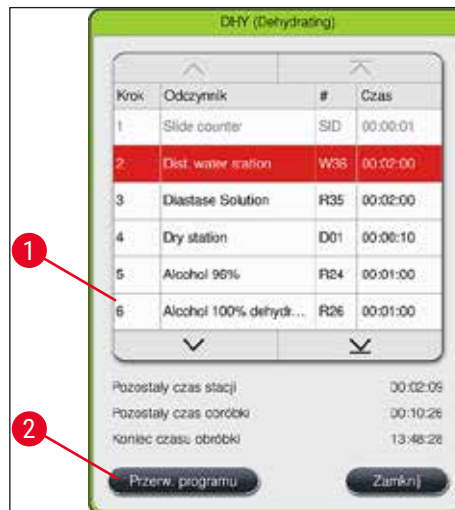 DHY (Dehydrating)
Krok Odczynnik # Czas
1 Slide counter SID 00:00:01
2 Dist. water station W36 00:02:00
3 Diastase Solution R35 00:02:00
4 Dry station D01 00:00:10
5 Alcohol 96% R24 00:01:00
1
6 Alcohol 100% dehydr... R26 00:01:00
Pozostały czas stacji 00:02:09
Pozostały czas obróbki 00:10:26
Koniec czasu obróbki 13:48:28
2
Przerw. programu Zamknij